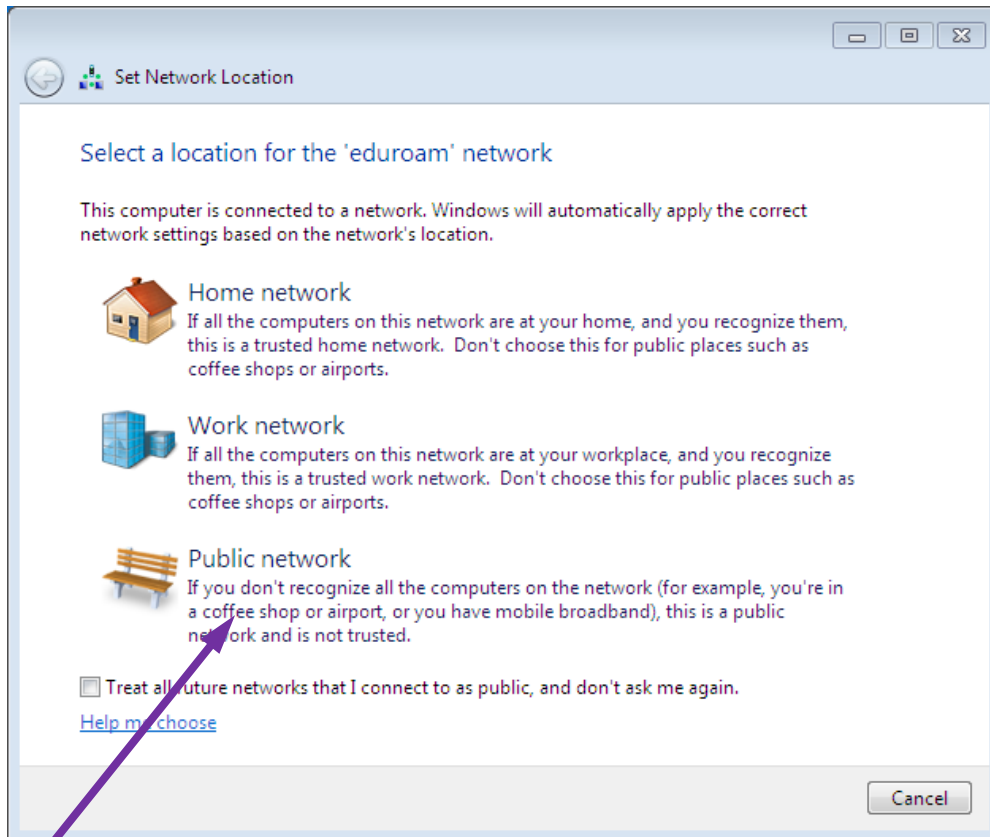 Set Network Location
Select a location for the 'eduroam' network
This computer is connected to a network. Windows will automatically apply the correct
network settings based on the network's location.
Home network
If all the computers on this network are at your home, and you recognize them,
this is a trusted home network.  Don't choose this for public places such as
coffee shops or airports.
Work network
If all the computers on this network are at your workplace, and you recognize
them, this is a trusted work network.  Don't choose this for public places such as
coffee shops or airports.
Public network
If you don't recognize all the computers on the network (for example, you're in
a coffee shop or airport, or you have mobile broadband), this is a public
network and is not trusted.
Treat all future networks that I connect to as public, and don't ask me again.
Help me choose
Cancel